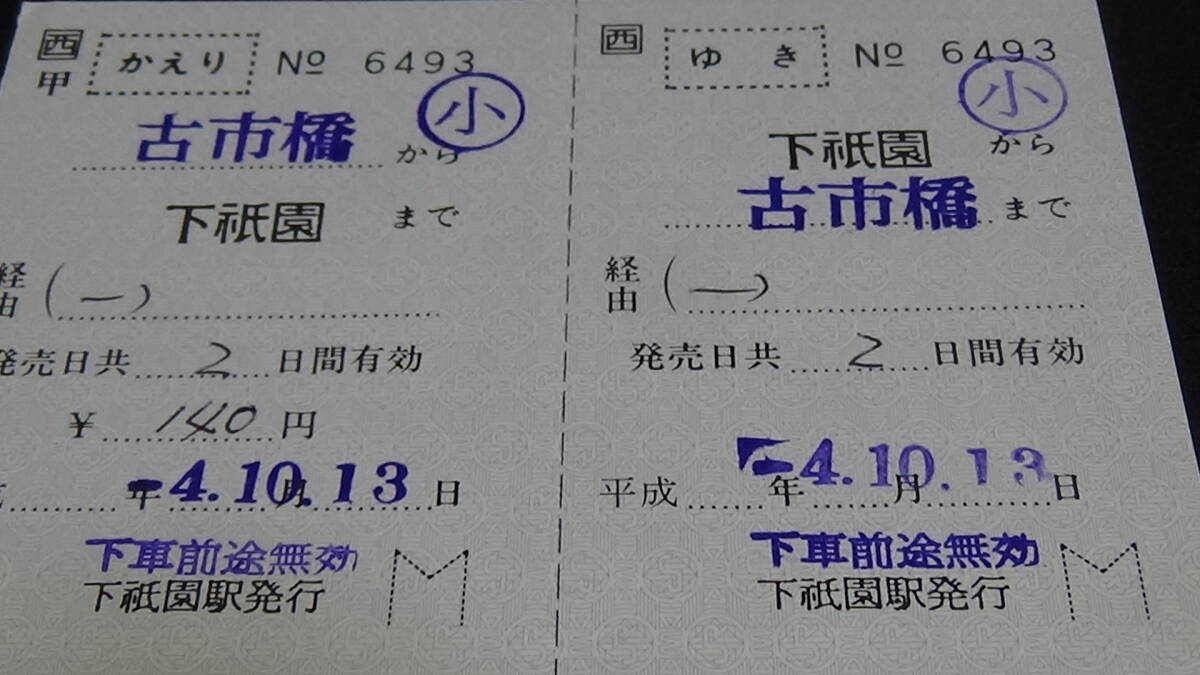 西 かえり No 6493
甲
小
古市橋 から
下祇園 まで
経由 (一)
発売日共 2 日間有効
¥ 140 円
年 -4.10.13 月 日
下車前途無効
下祇園駅発行
西 ゆき No 6493
小
下祇園 から
古市橋 まで
経由 (一)
発売日共 2 日間有効
平成 年 -4.10.13 月 日
下車前途無効
下祇園駅発行